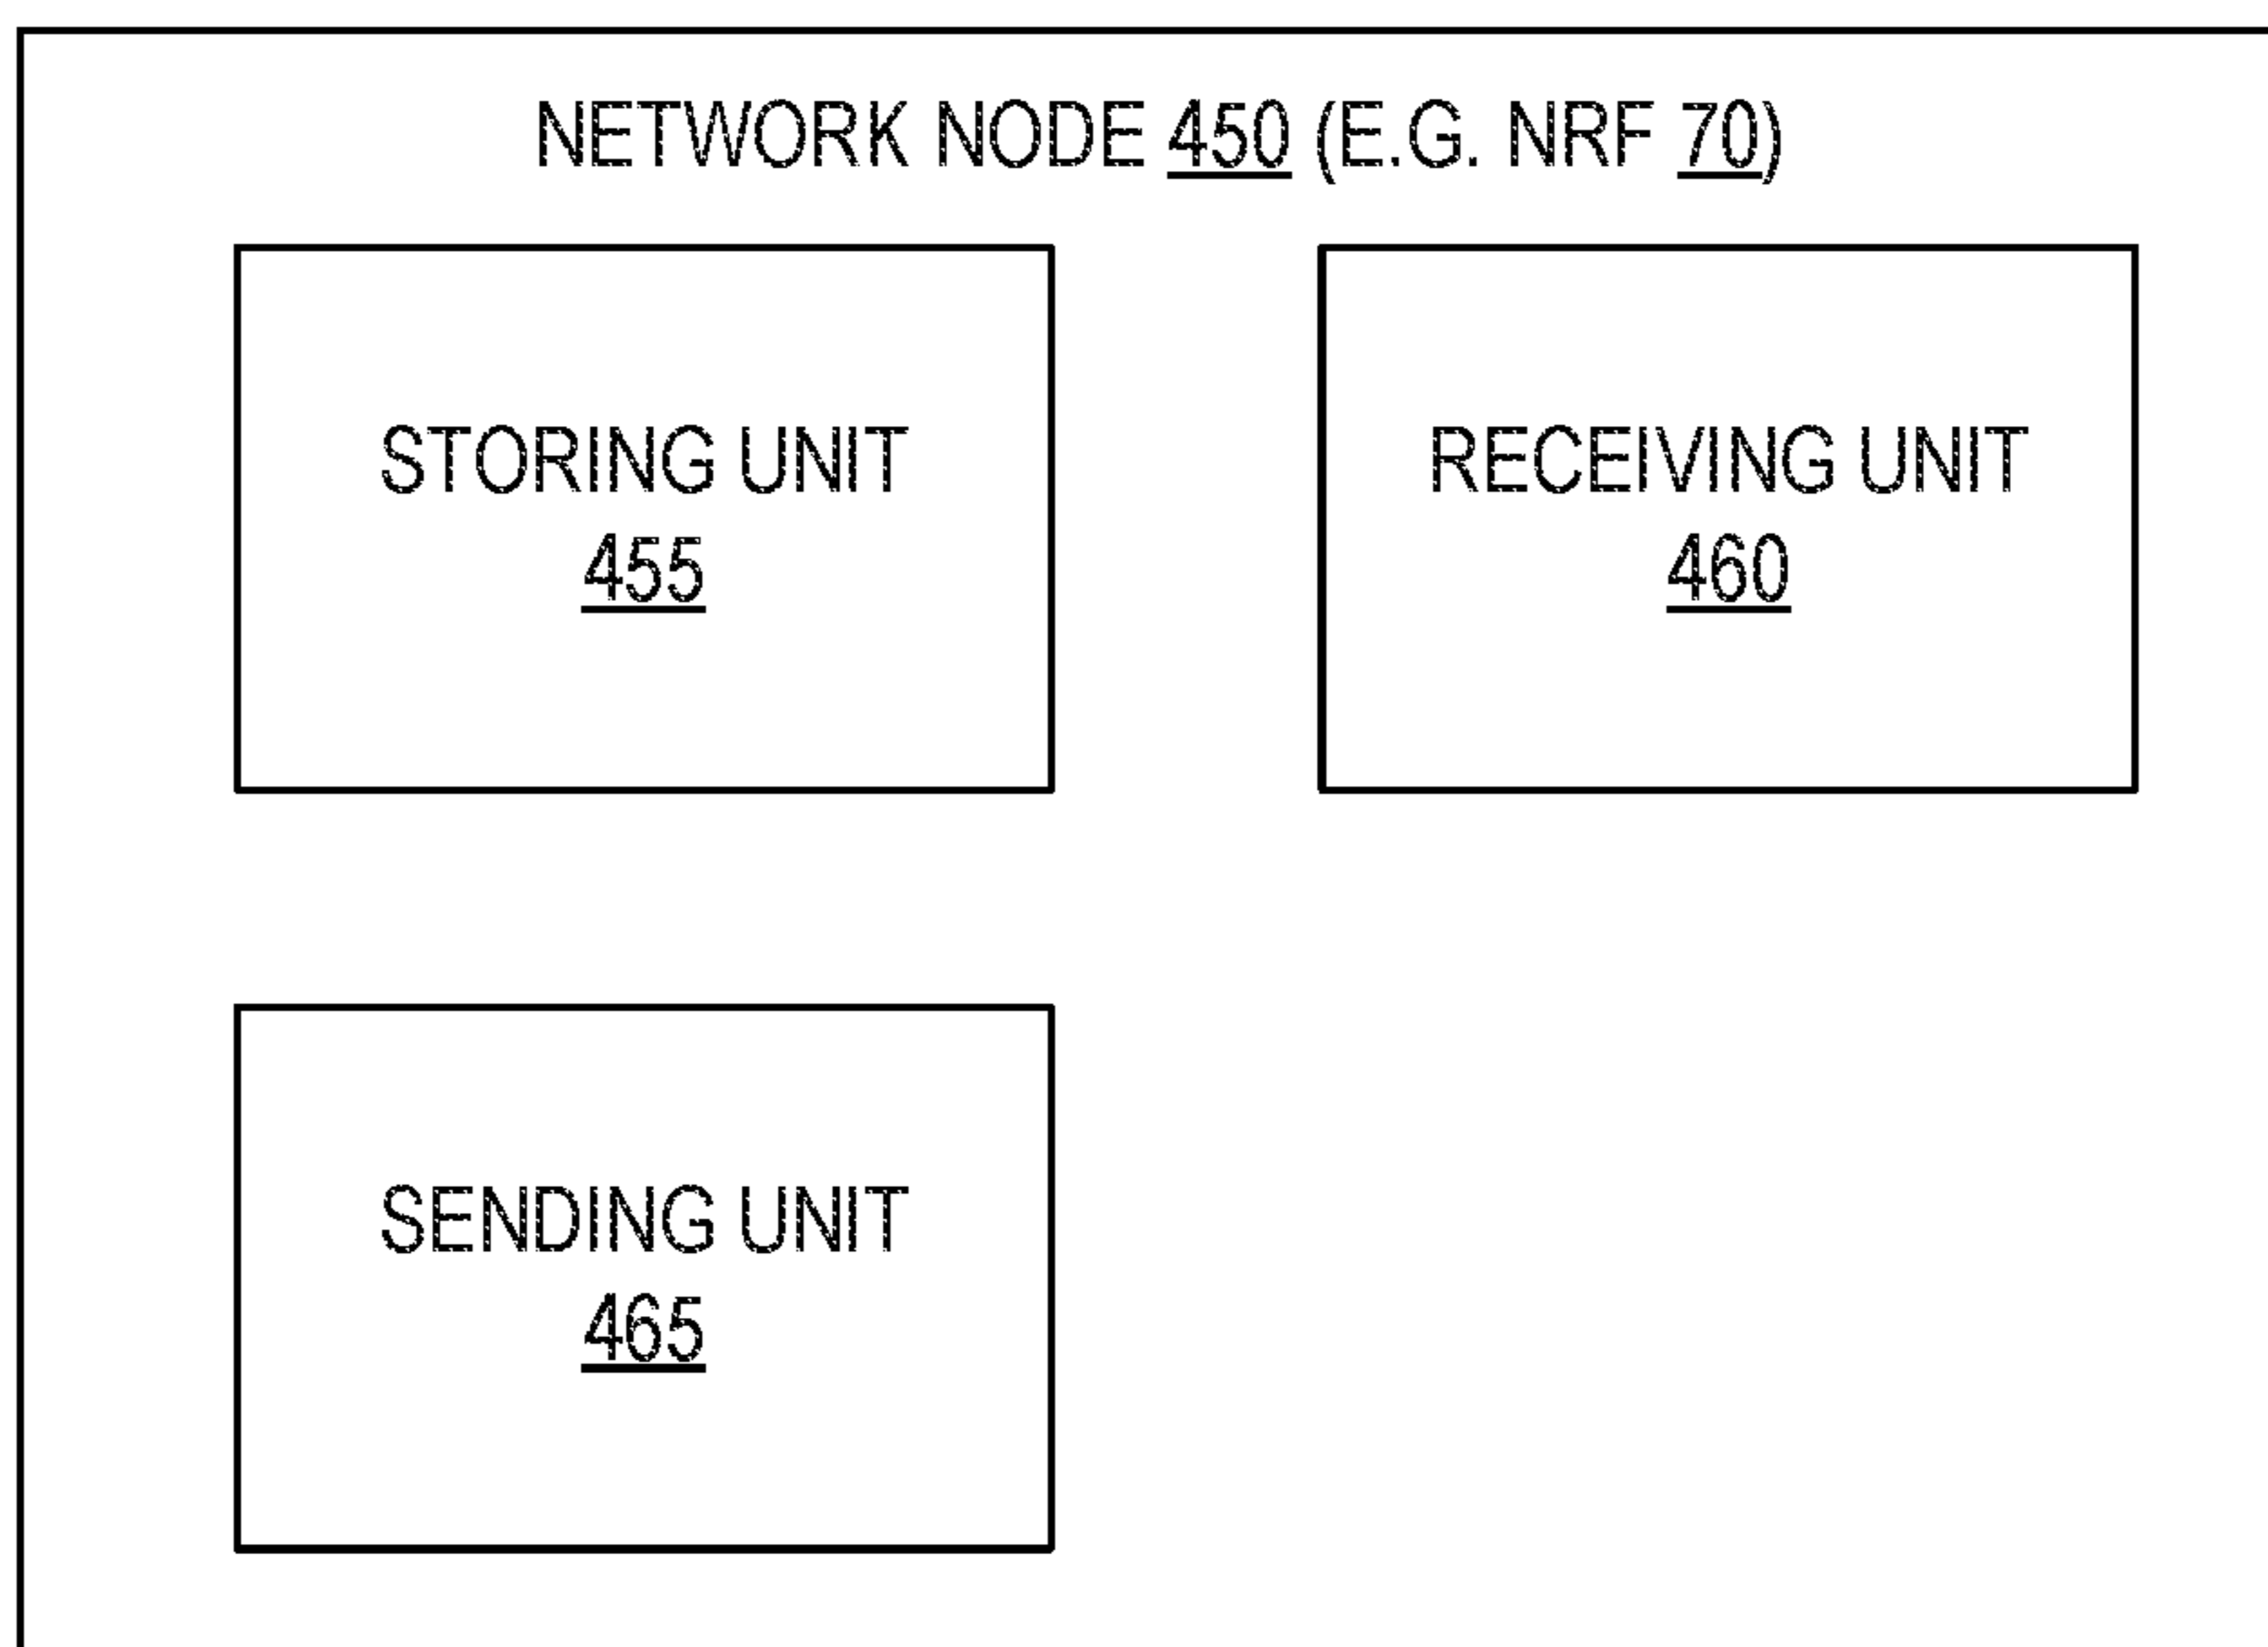 NETWORK NODE 450 (E.G. NRF 70)
STORING UNIT
455
RECEIVING UNIT
460
SENDING UNIT
465